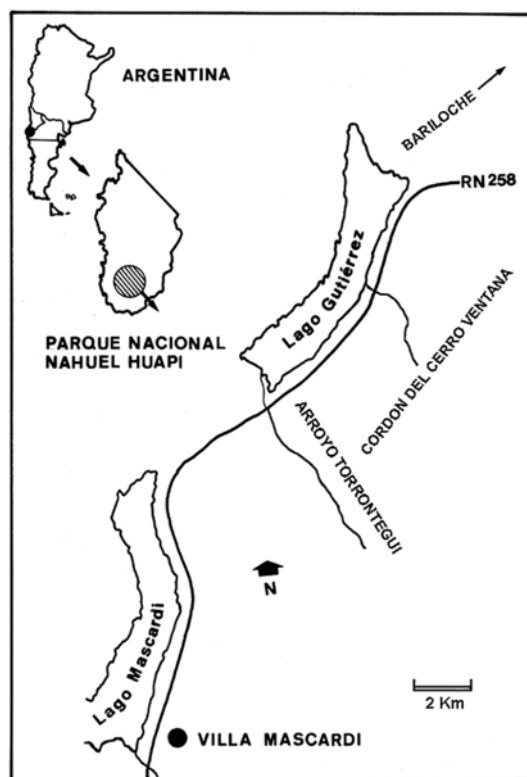 ARGENTINA
BARILOCHE
RN 258
Lago Gutiérrez
PARQUE NACIONAL
NAHUEL HUAPI
CORDON DEL CERRO VENTANA
ARROYO TORRONTEGUI
N
Lago Mascardi
2 Km
VILLA MASCARDI